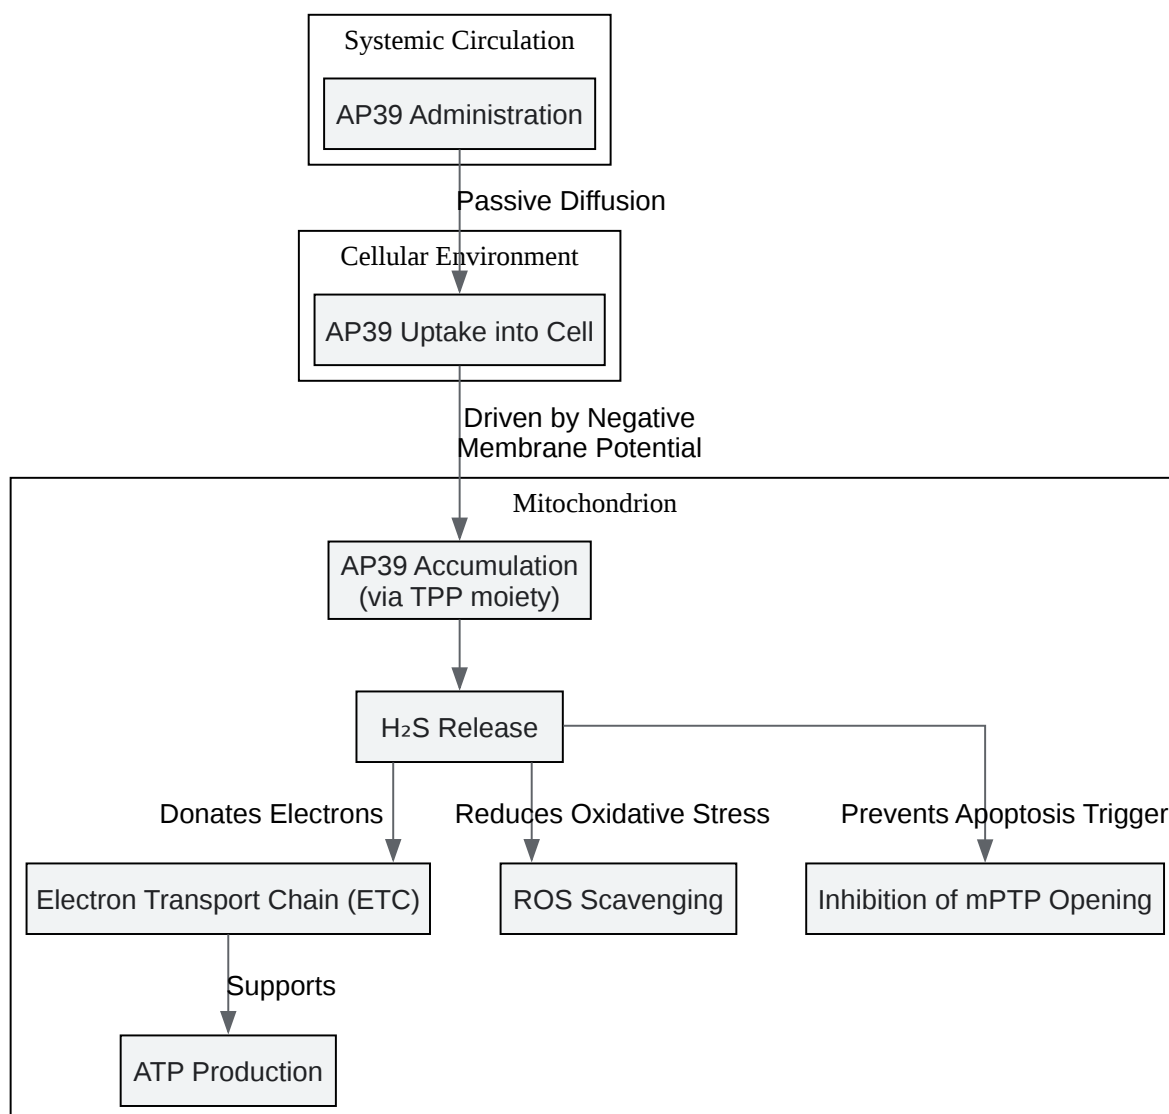 Systemic Circulation
AP39 Administration
Passive Diffusion
Cellular Environment
AP39 Uptake into Cell
Driven by Negative
Membrane Potential
Mitochondrion
AP39 Accumulation
(via TPP moiety)
H₂S Release
Donates Electrons
Reduces Oxidative Stress
Prevents Apoptosis Trigger
Electron Transport Chain (ETC)
ROS Scavenging
Inhibition of mPTP Opening
Supports
ATP Production